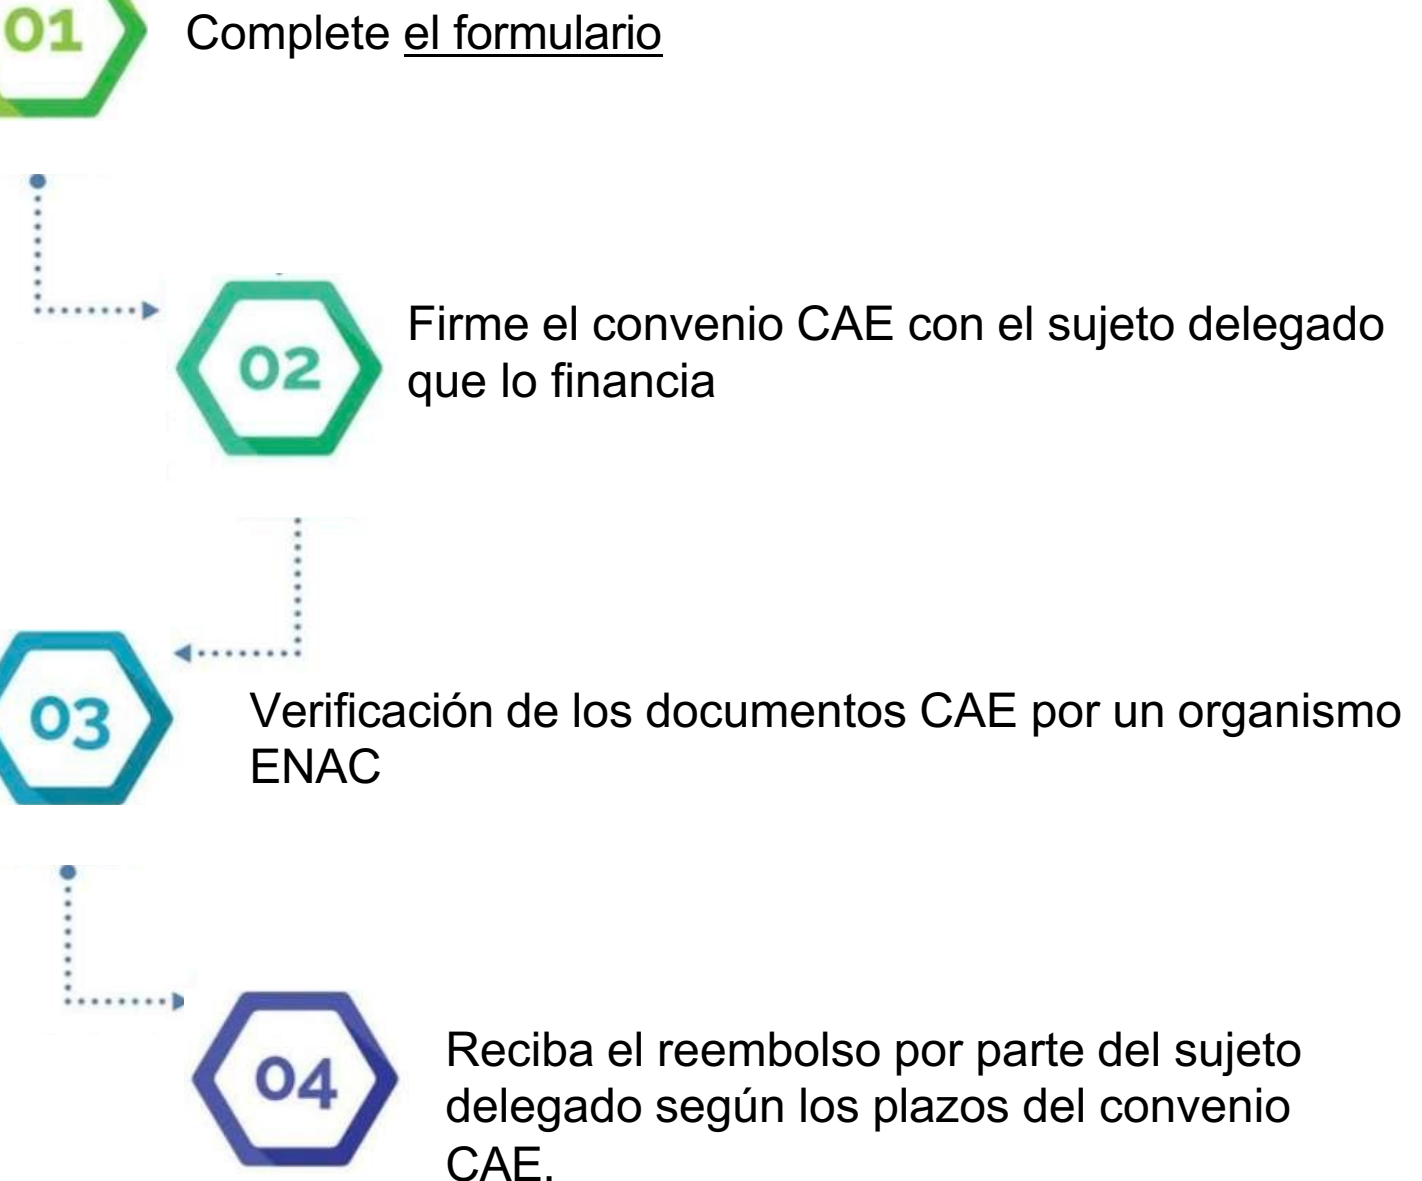 01
Complete el formulario
02
Firme el convenio CAE con el sujeto delegado
que lo financia
03
Verificación de los documentos CAE por un organismo
ENAC
04
Reciba el reembolso por parte del sujeto
delegado según los plazos del convenio
CAE.